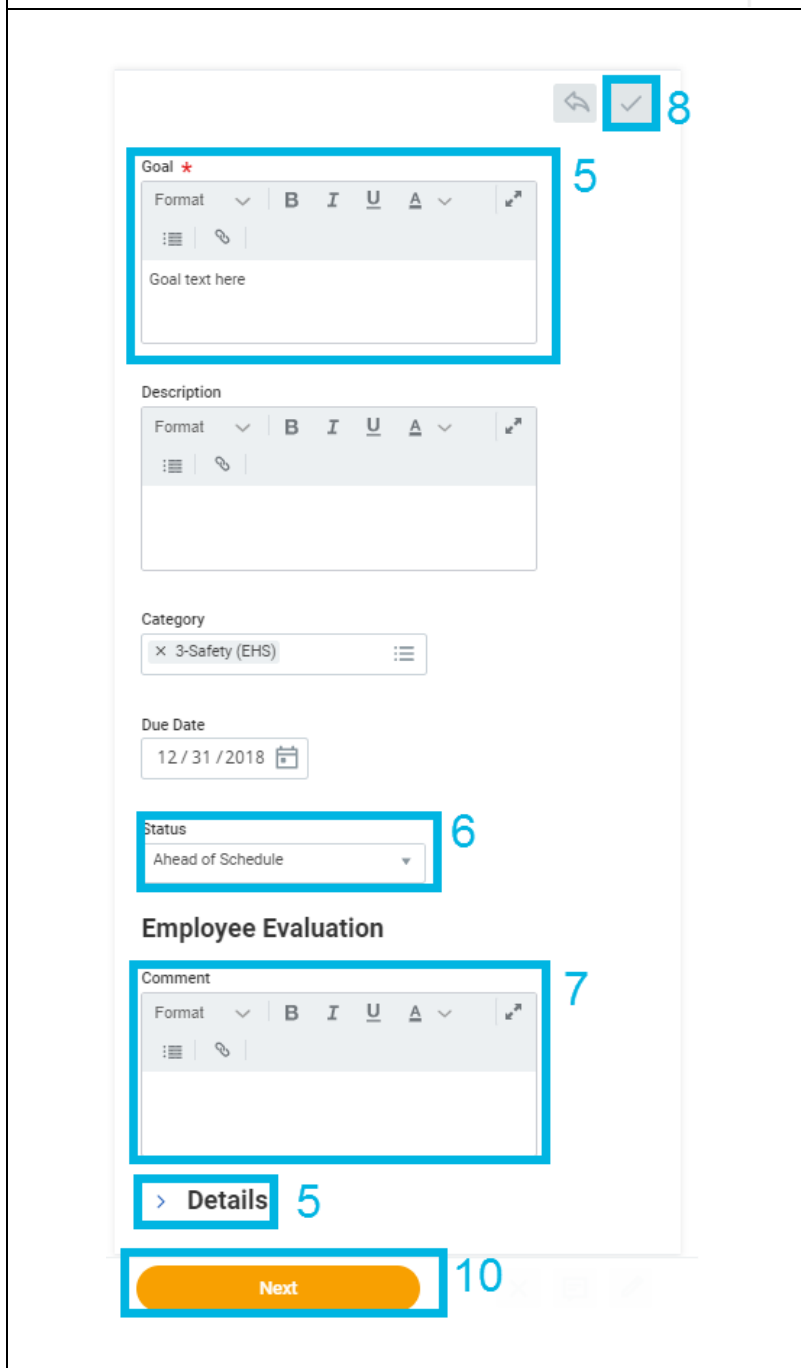 8
Goal *
5
Format B I U A
Goal text here
Description
Format B I U A
Category
× 3-Safety (EHS)
Due Date
12 / 31 /2018
Status
6
Ahead of Schedule
Employee Evaluation
Comment
7
Format B I U A
> Details 5
Next 10